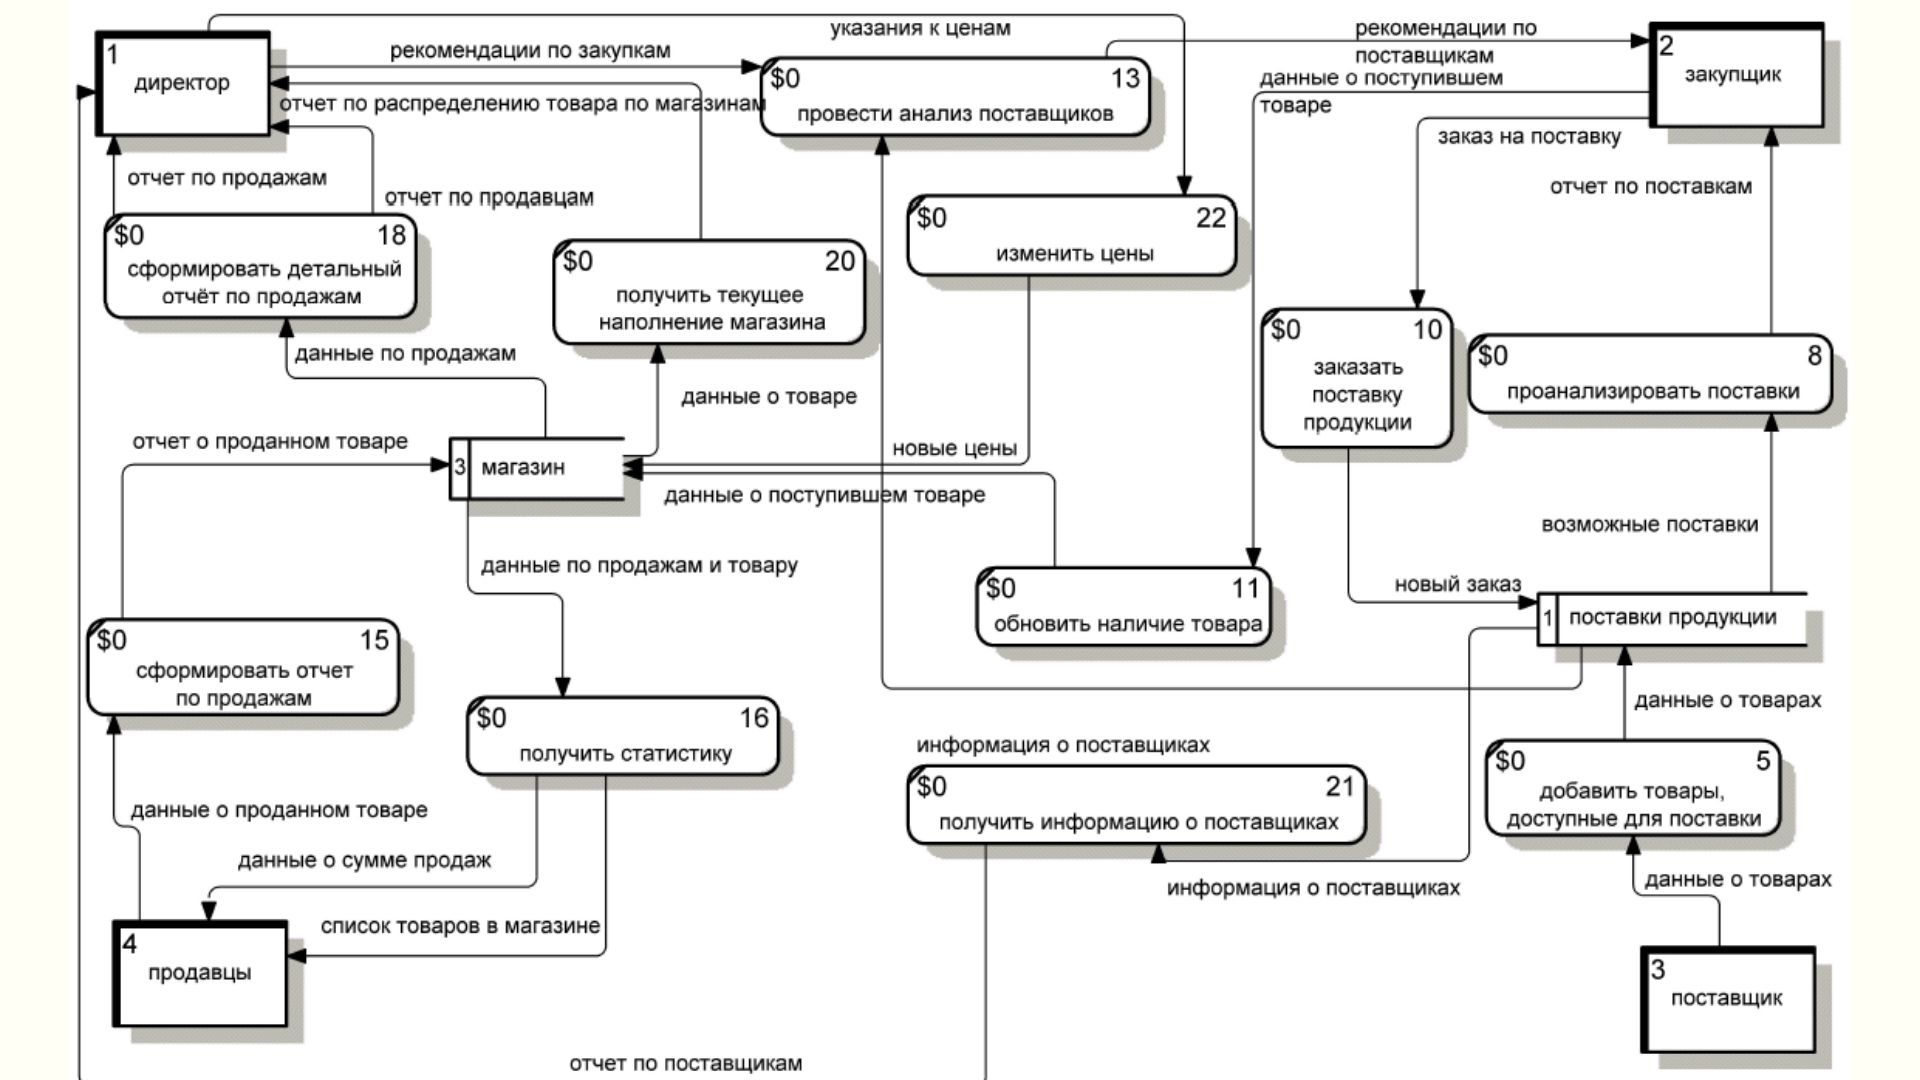 указания к ценам
рекомендации по
поставщикам
1
директор
рекомендации по закупкам
$0 13
провести анализ поставщиков
2
закупщик
данные о поступившем
товаре
отчет по распределению товара по магазинам
заказ на поставку
отчет по продажам
отчет по продавцам
отчет по поставкам
$0 18
сформировать детальный
отчёт по продажам
$0 20
получить текущее
наполнение магазина
$0 22
изменить цены
$0 10
заказать
поставку
продукции
$0 8
проанализировать поставки
данные по продажам
данные о товаре
отчет о проданном товаре
3 магазин
новые цены
данные о поступившем товаре
возможные поставки
данные по продажам и товару
$0 11
обновить наличие товара
новый заказ
1 поставки продукции
$0 15
сформировать отчет
по продажам
$0 16
получить статистику
данные о товарах
информация о поставщиках
$0 21
получить информацию о поставщиках
$0 5
добавить товары,
доступные для поставки
данные о проданном товаре
данные о сумме продаж
информация о поставщиках
данные о товарах
список товаров в магазине
4
продавцы
3
поставщик
отчет по поставщикам